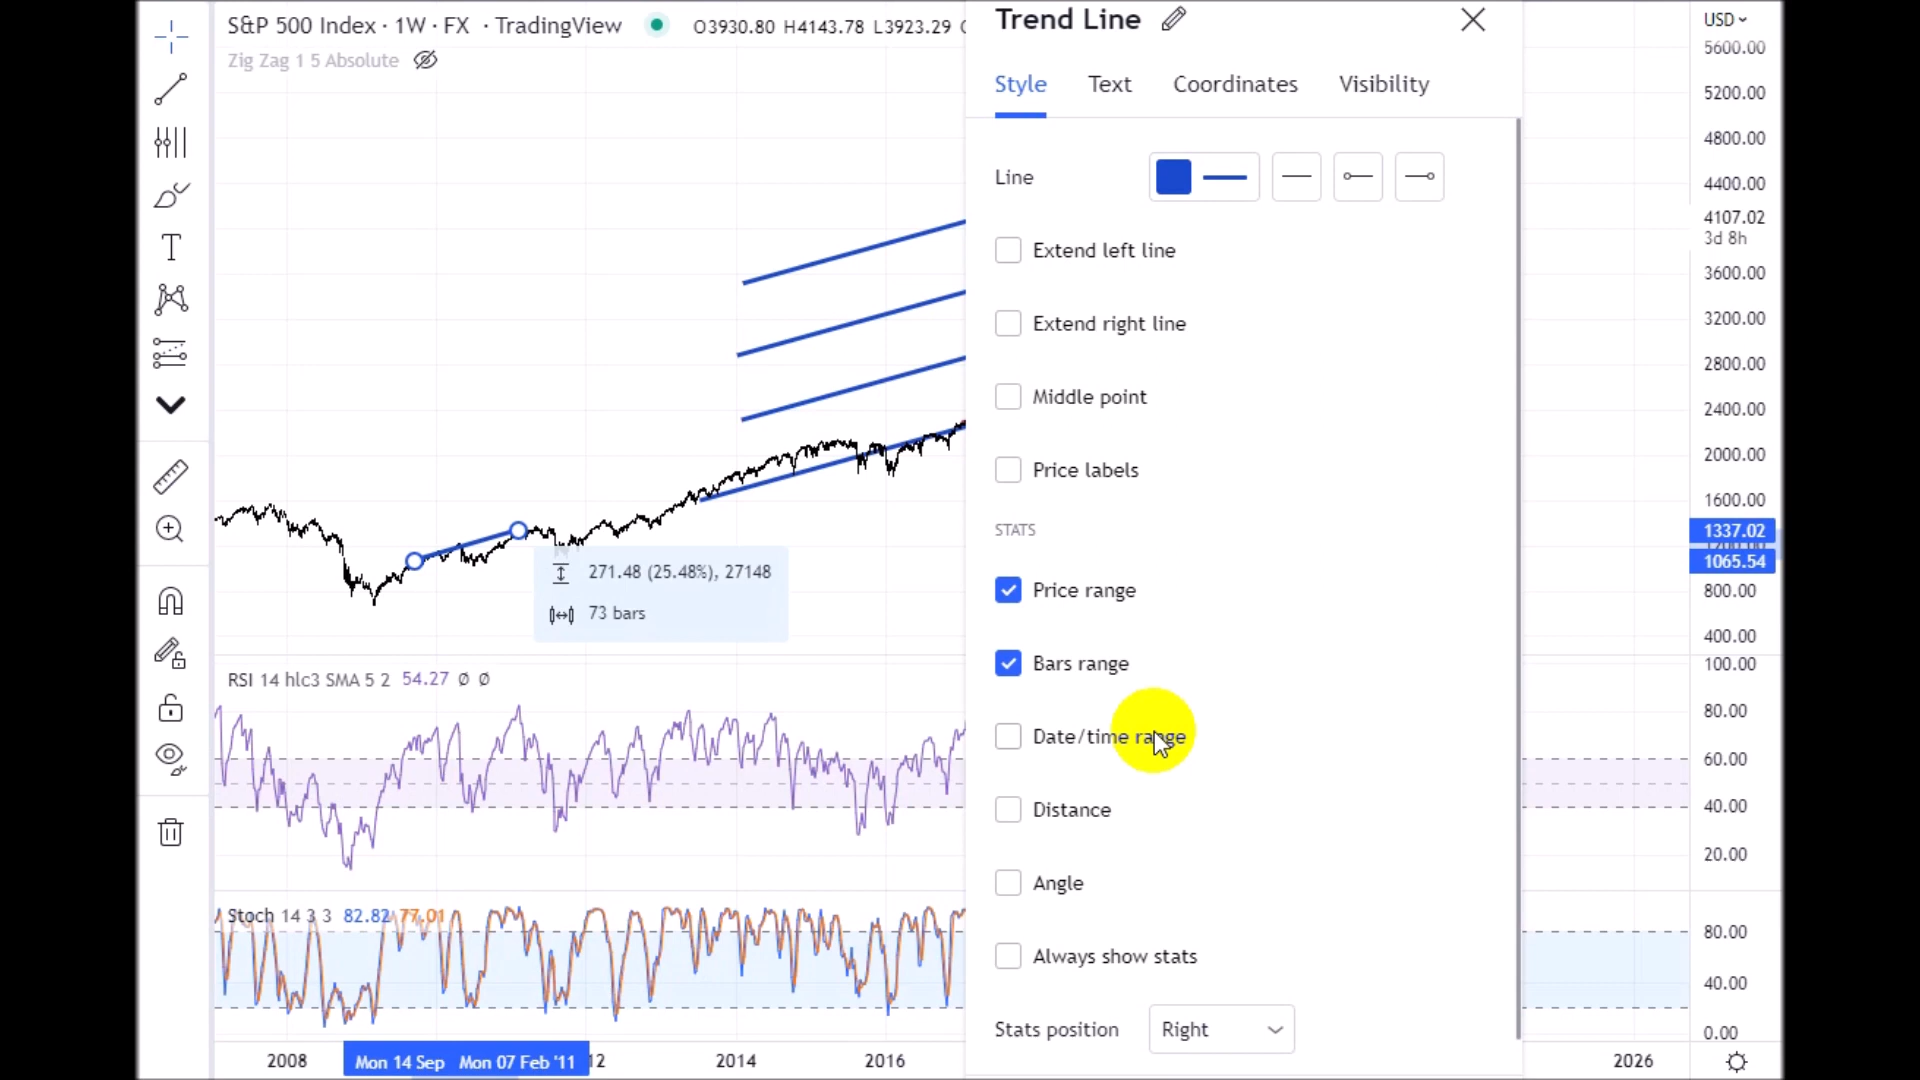 S&P 500 Index · 1W · FX · TradingView
O3930.80 H4143.78 L3923.29
Zig Zag 1 5 Absolute
Trend Line
Style Text Coordinates Visibility
Line
Extend left line
Extend right line
Middle point
Price labels
STATS
Price range
Bars range
Date/time range
Distance
Angle
Always show stats
Stats position Right
271.48 (25.48%), 27148
73 bars
RSI 14 hlc3 SMA 5 2 54.27 Ø Ø
Stoch 14 3 3 82.82 77.01
USD
5600.00
5200.00
4800.00
4400.00
4107.02
3d 8h
3600.00
3200.00
2800.00
2400.00
2000.00
1600.00
1337.02
1200.00
1065.54
800.00
400.00
100.00
80.00
60.00
40.00
20.00
80.00
40.00
0.00
2008 Mon 14 Sep Mon 07 Feb '11 12 2014 2016 2026